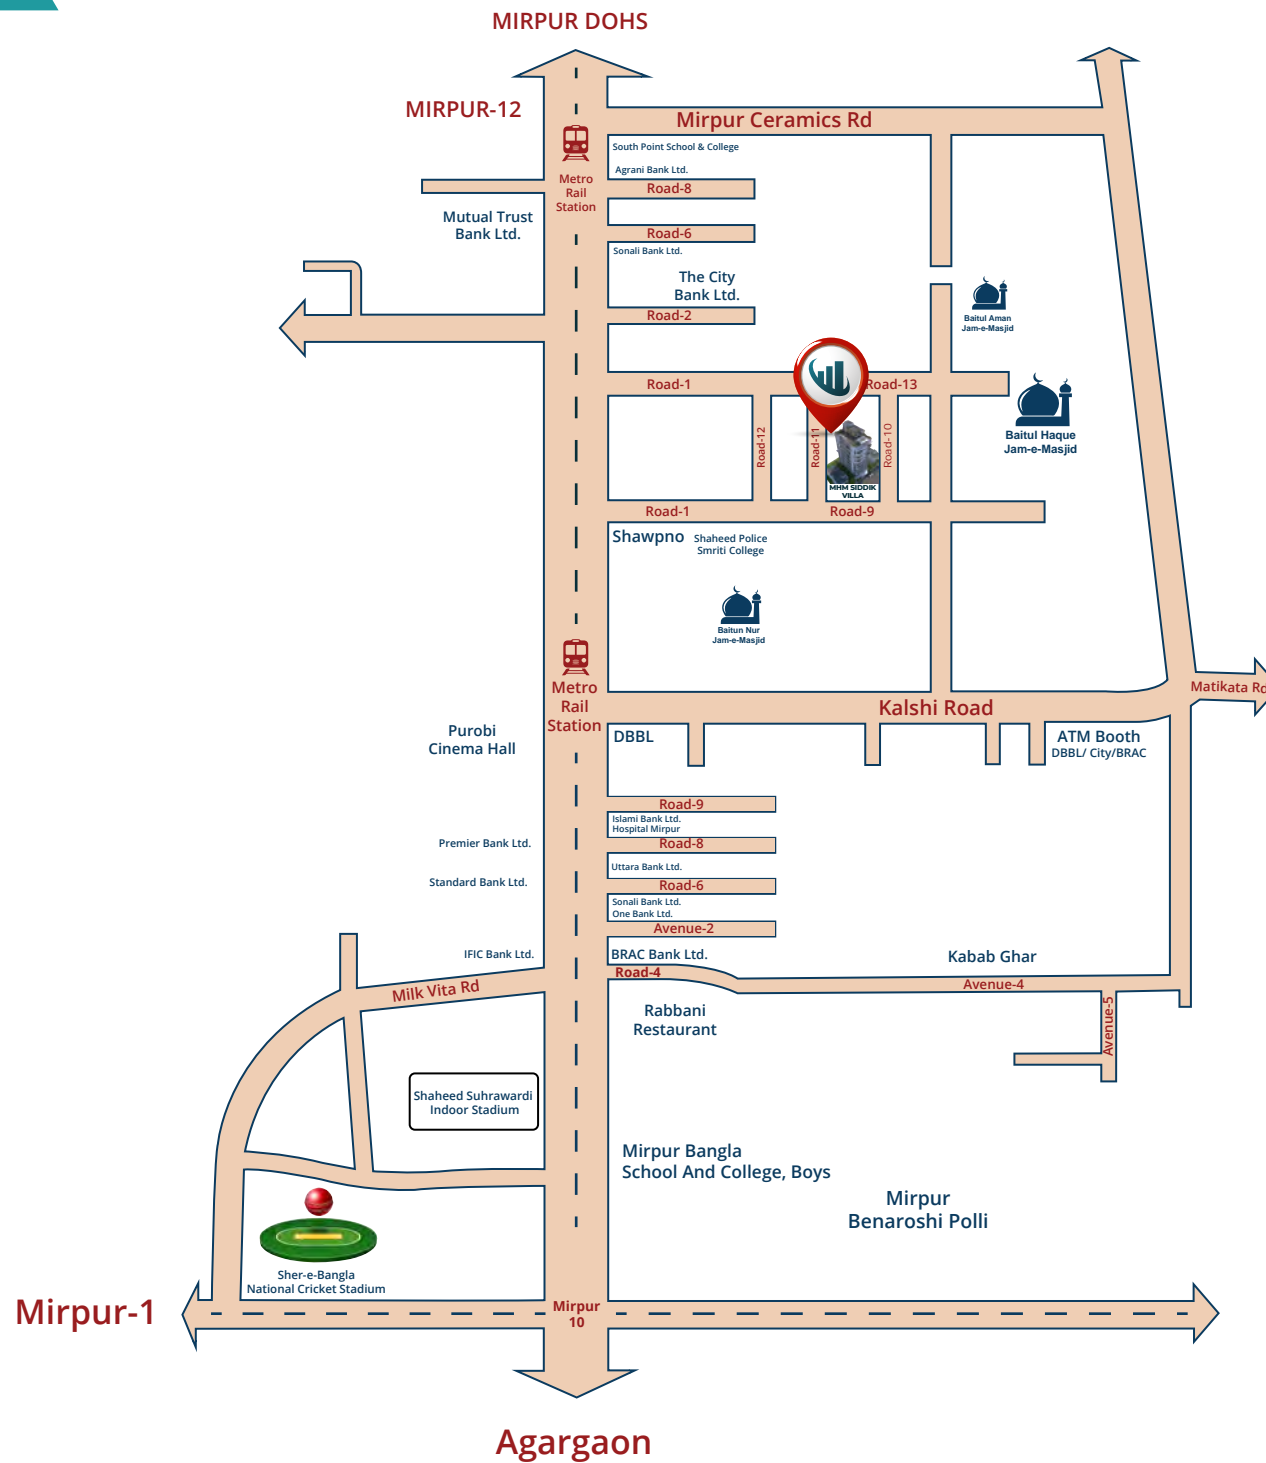 MIRPUR DOHS
MIRPUR-12
Mirpur Ceramics Rd
South Point School & College
Agrani Bank Ltd.
Metro
Rail
Station
Road-8
Mutual Trust
Bank Ltd.
Road-6
Sonali Bank Ltd.
The City
Bank Ltd.
Road-2
Baitul Aman
Jam-e-Masjid
Road-1
Road-13
Baitul Haque
Jam-e-Masjid
Road-12
Road-11
Road-10
MHM SIDDIK
VILLA
Road-1
Road-9
Shawpno
Shaheed Police
Smriti College
Baitun Nur
Jam-e-Masjid
Metro
Rail
Station
Matikata Rd
Kalshi Road
Purobi
Cinema Hall
DBBL
ATM Booth
DBBL/ City/BRAC
Road-9
Islami Bank Ltd.
Hospital Mirpur
Premier Bank Ltd.
Road-8
Uttara Bank Ltd.
Standard Bank Ltd.
Road-6
Sonali Bank Ltd.
One Bank Ltd.
Avenue-2
IFIC Bank Ltd.
BRAC Bank Ltd.
Kabab Ghar
Road-4
Avenue-4
Milk Vita Rd
Rabbani
Restaurant
Avenue-5
Shaheed Suhrawardi
Indoor Stadium
Mirpur Bangla
School And College, Boys
Mirpur
Benaroshi Polli
Sher-e-Bangla
National Cricket Stadium
Mirpur-1
Mirpur
10
Agargaon